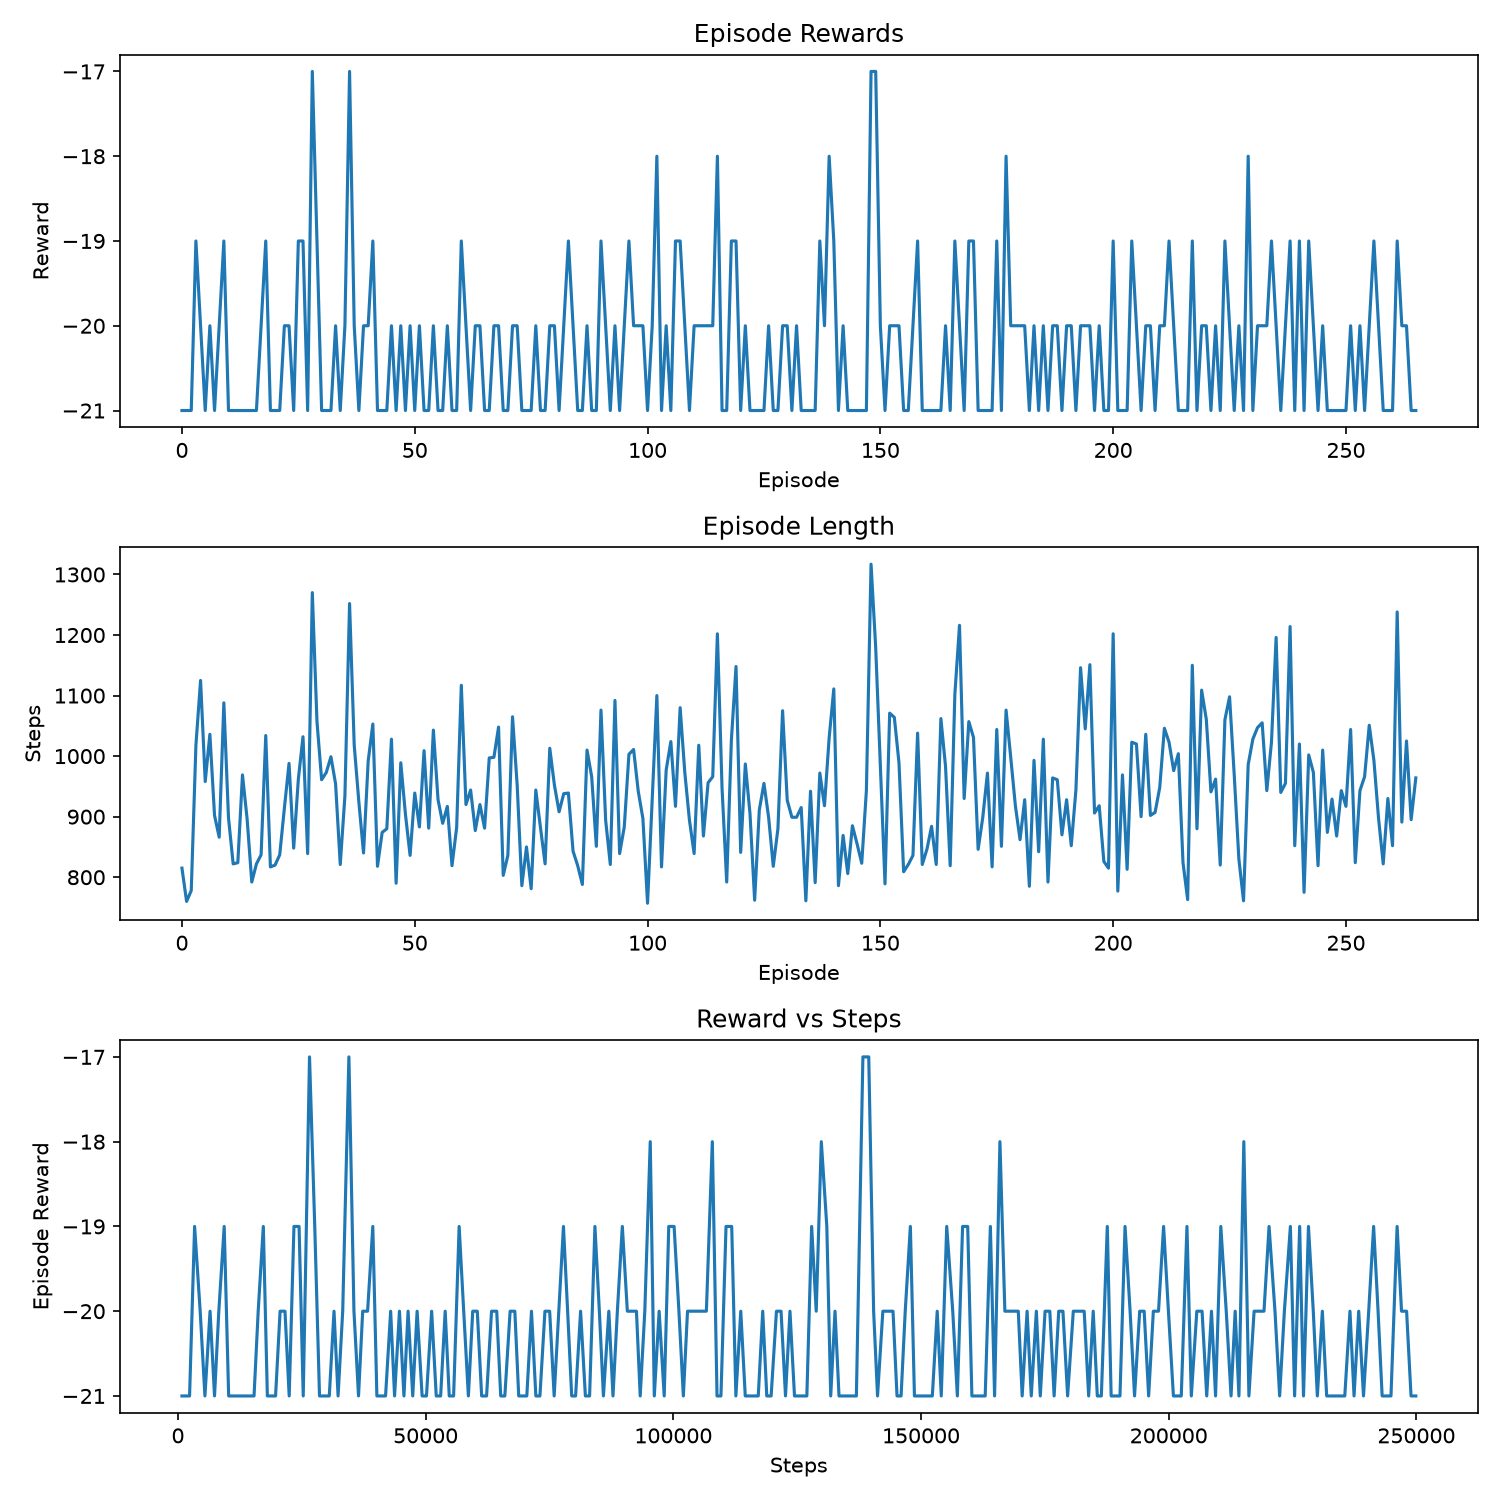 Episode Rewards
−17
−18
−19
−20
−21
Reward
0 50 100 150 200 250
Episode
Episode Length
1300
1200
1100
1000
900
800
Steps
0 50 100 150 200 250
Episode
Reward vs Steps
−17
−18
−19
−20
−21
Episode Reward
0 50000 100000 150000 200000 250000
Steps